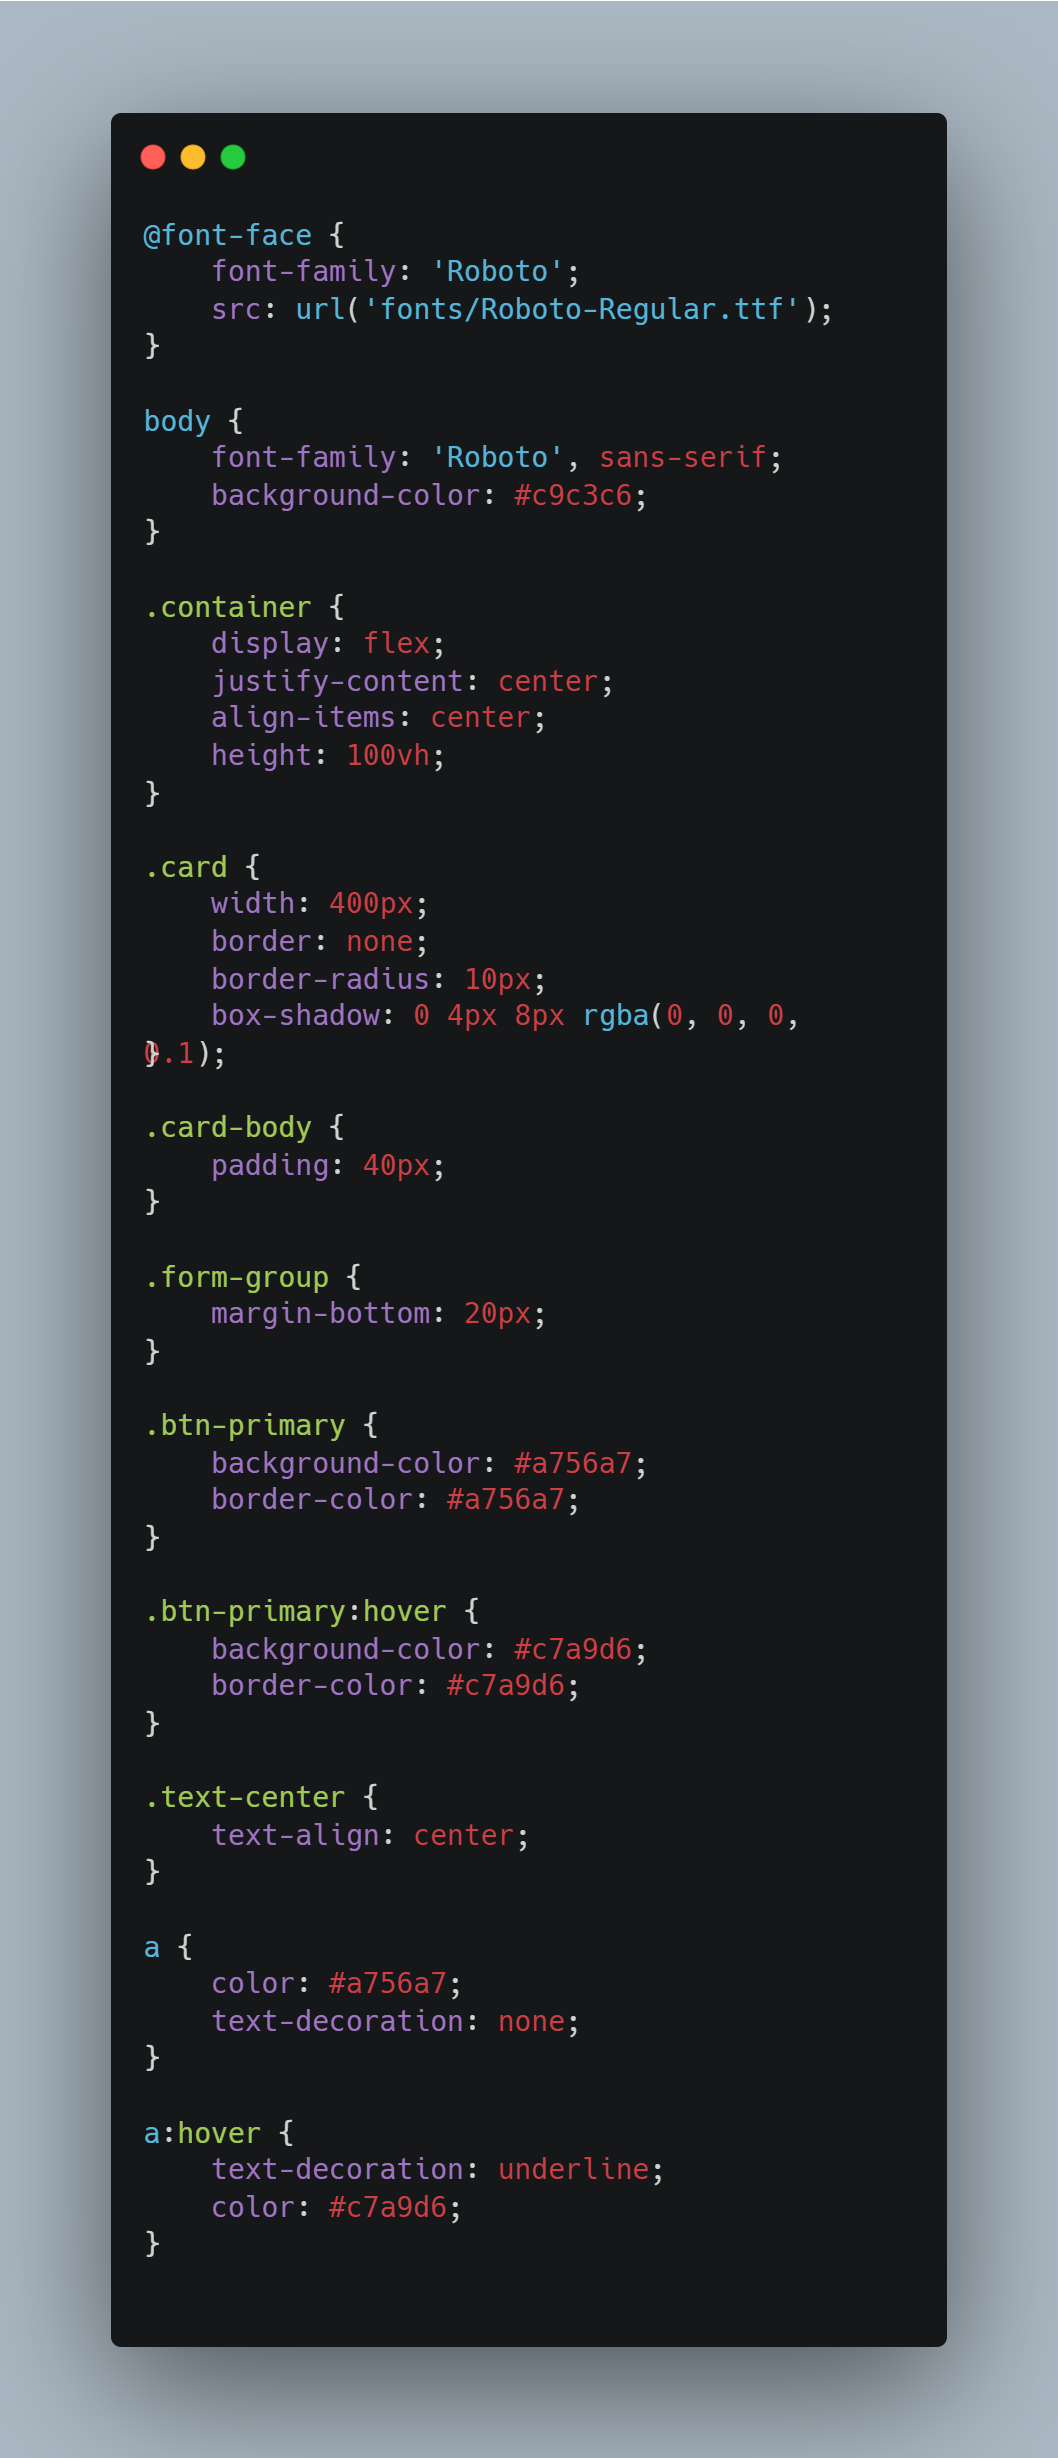 @font-face {
    font-family: 'Roboto';
    src: url('fonts/Roboto-Regular.ttf');
}

body {
    font-family: 'Roboto', sans-serif;
    background-color: #c9c3c6;
}

.container {
    display: flex;
    justify-content: center;
    align-items: center;
    height: 100vh;
}

.card {
    width: 400px;
    border: none;
    border-radius: 10px;
    box-shadow: 0 4px 8px rgba(0, 0, 0,
0.1);
}

.card-body {
    padding: 40px;
}

.form-group {
    margin-bottom: 20px;
}

.btn-primary {
    background-color: #a756a7;
    border-color: #a756a7;
}

.btn-primary:hover {
    background-color: #c7a9d6;
    border-color: #c7a9d6;
}

.text-center {
    text-align: center;
}

a {
    color: #a756a7;
    text-decoration: none;
}

a:hover {
    text-decoration: underline;
    color: #c7a9d6;
}